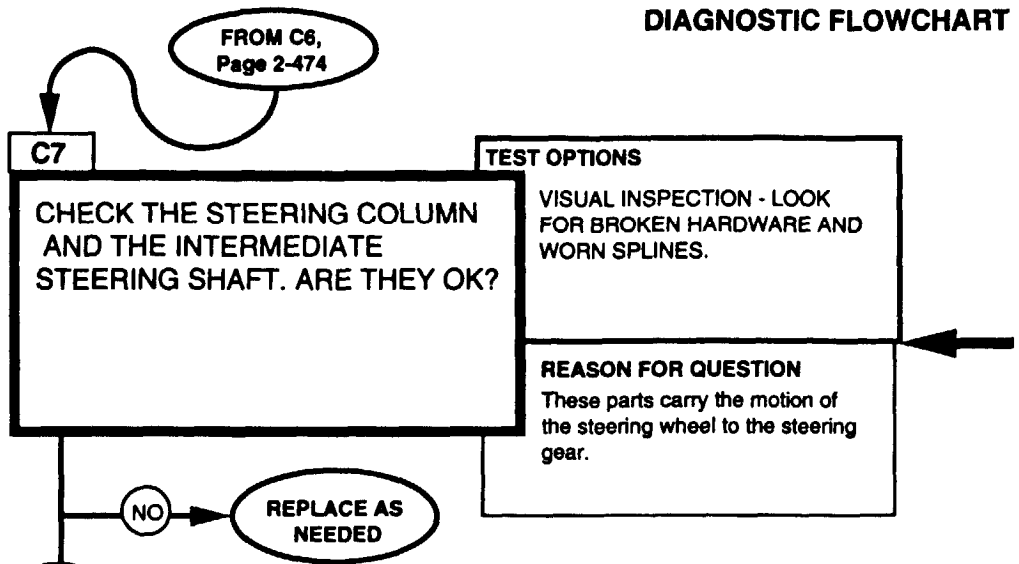 DIAGNOSTIC FLOWCHART
FROM C6,
Page 2-474
C7
CHECK THE STEERING COLUMN
AND THE INTERMEDIATE
STEERING SHAFT. ARE THEY OK?
TEST OPTIONS
VISUAL INSPECTION - LOOK
FOR BROKEN HARDWARE AND
WORN SPLINES.
REASON FOR QUESTION
These parts carry the motion of
the steering wheel to the steering
gear.
NO
REPLACE AS
NEEDED